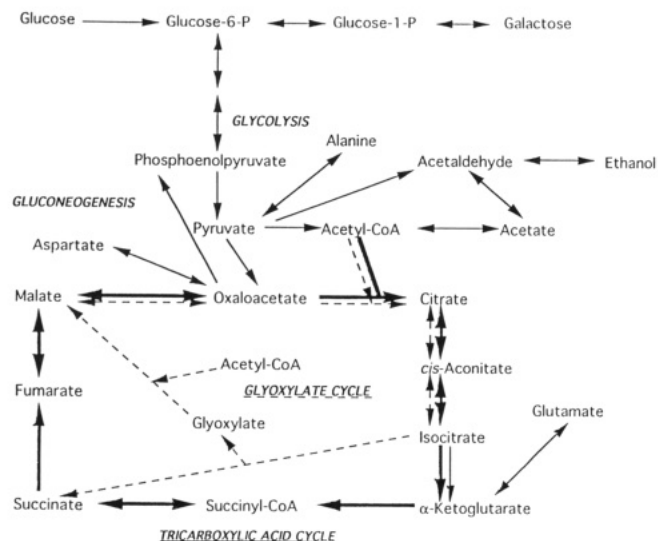 Glucose Glucose-6-P Glucose-1-P Galactose
GLYCOLYSIS
Alanine
Phosphoenolpyruvate Acetaldehyde Ethanol
GLUCONEOGENESIS
Pyruvate Acetyl-CoA Acetate
Aspartate
Malate Oxaloacetate Citrate
Acetyl-CoA cis-Aconitate
Fumarate GLYOXYLATE CYCLE
Glutamate
Glyoxylate
Isocitrate
Succinate Succinyl-CoA α-Ketoglutarate
TRICARBOXYLIC ACID CYCLE